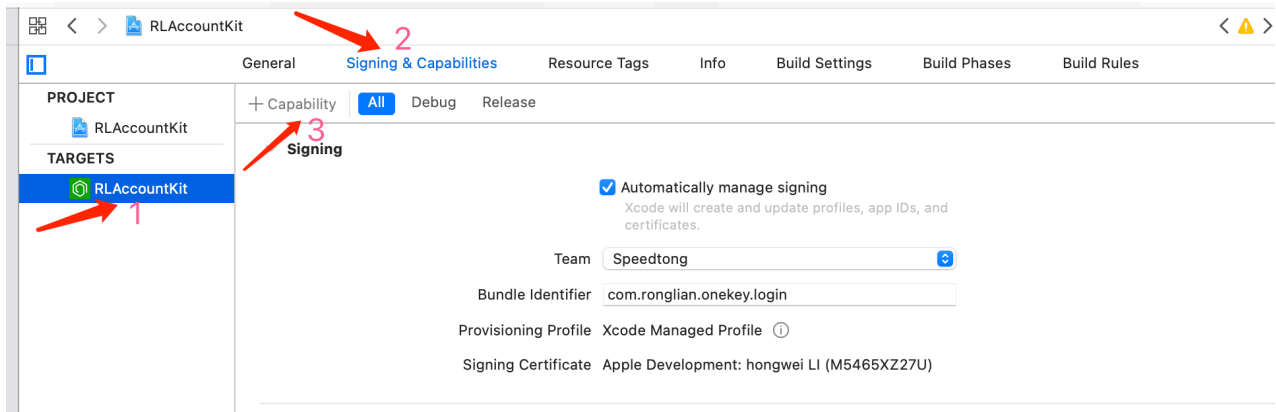 RLAccountKit
2
General Signing & Capabilities Resource Tags Info Build Settings Build Phases Build Rules
PROJECT
+ Capability All Debug Release
RLAccountKit
3
TARGETS
Signing
RLAccountKit
1
Automatically manage signing
Xcode will create and update profiles, app IDs, and
certificates.
Team Speedtong
Bundle Identifier com.ronglian.onekey.login
Provisioning Profile Xcode Managed Profile
Signing Certificate Apple Development: hongwei LI (M5465XZ27U)